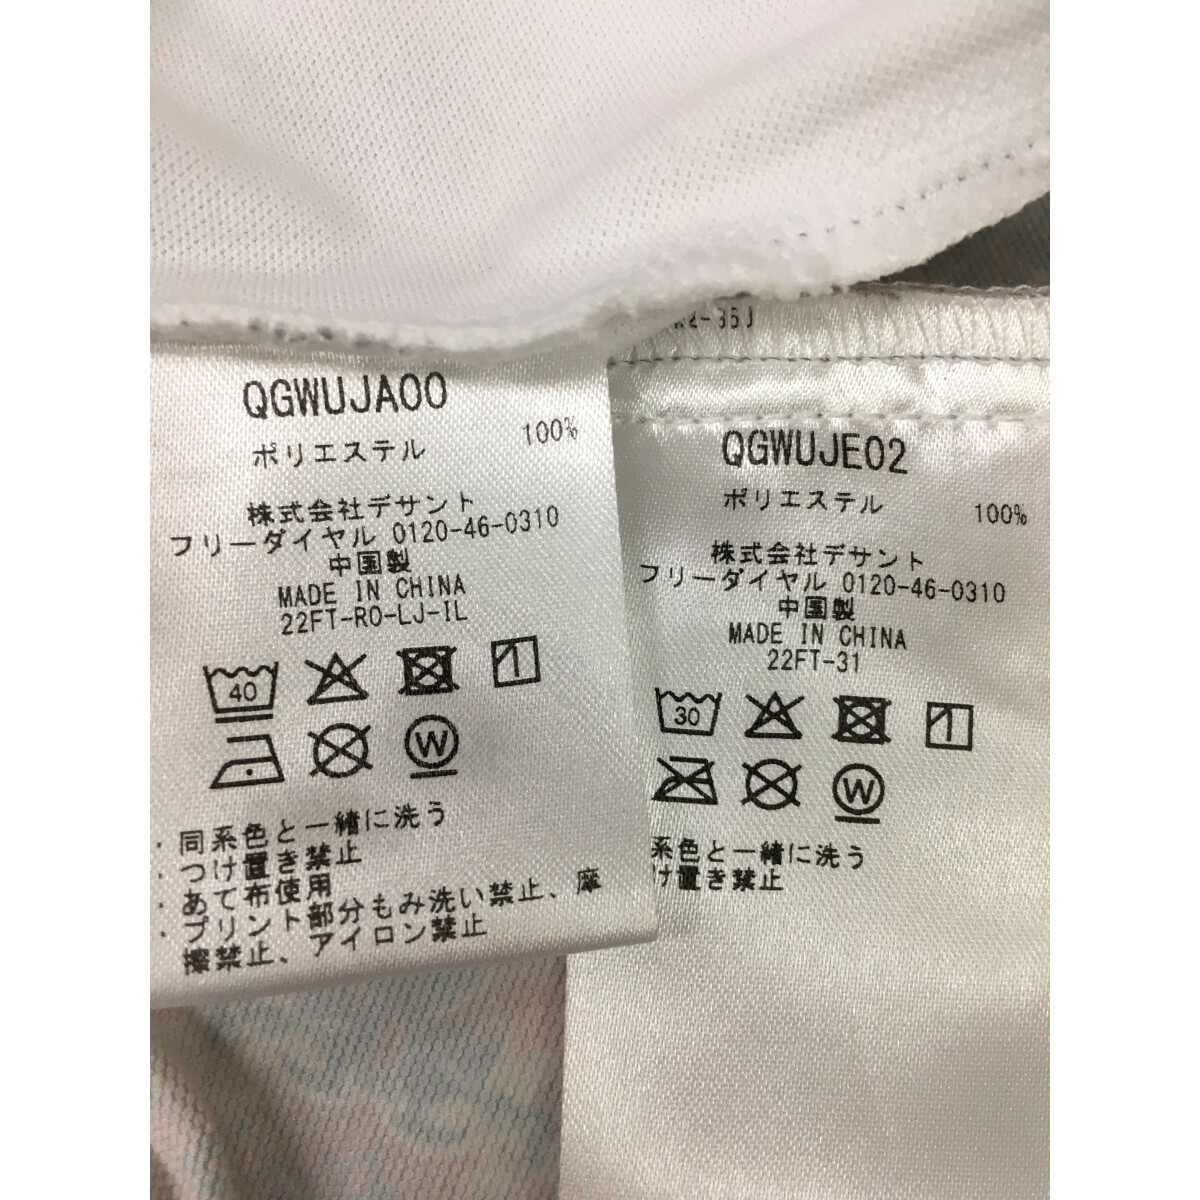 QGWUJA00
ポリエステル 100%
株式会社デサント
フリーダイヤル 0120-46-0310
中国製
MADE IN CHINA
22FT-RO-LJ-IL
40
W
・同系色と一緒に洗う
・つけ置き禁止
・あて布使用
・プリント部分もみ洗い禁止、摩
擦禁止、アイロン禁止
QGWUJE02
ポリエステル 100%
株式会社デサント
フリーダイヤル 0120-46-0310
中国製
MADE IN CHINA
22FT-31
30
W
系色と一緒に洗う
け置き禁止